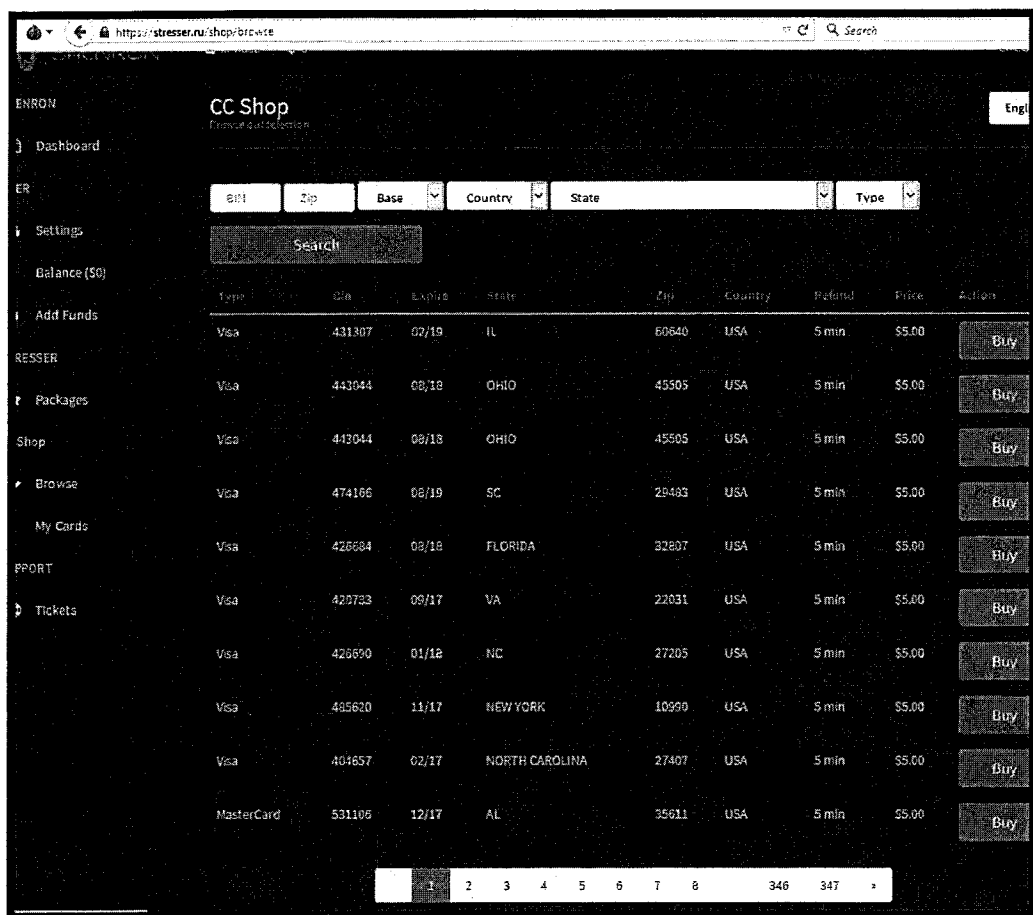 https://stresser.ru/shop/browse Search
ENRON
CC Shop
Engl
Dashboard
ER
BIN Zip Base Country State Type
Settings
Search
Balance ($0)
Type Bin Expire State Zip Country Refund Price Action
Add Funds
Visa 431307 02/19 IL 60640 USA 5 min $5.00 Buy
RESSER
Visa 443044 08/18 OHIO 45505 USA 5 min $5.00 Buy
Packages
Shop
Visa 443044 08/18 OHIO 45505 USA 5 min $5.00 Buy
Browse
Visa 474166 08/19 SC 29483 USA 5 min $5.00 Buy
My Cards
Visa 426684 08/18 FLORIDA 32807 USA 5 min $5.00 Buy
PPORT
Tickets
Visa 420733 09/17 VA 22031 USA 5 min $5.00 Buy
Visa 426690 01/18 NC 27205 USA 5 min $5.00 Buy
Visa 485620 11/17 NEW YORK 10990 USA 5 min $5.00 Buy
Visa 404657 02/17 NORTH CAROLINA 27407 USA 5 min $5.00 Buy
MasterCard 531106 12/17 AL 35611 USA 5 min $5.00 Buy
1 2 3 4 5 6 7 8 346 347 »